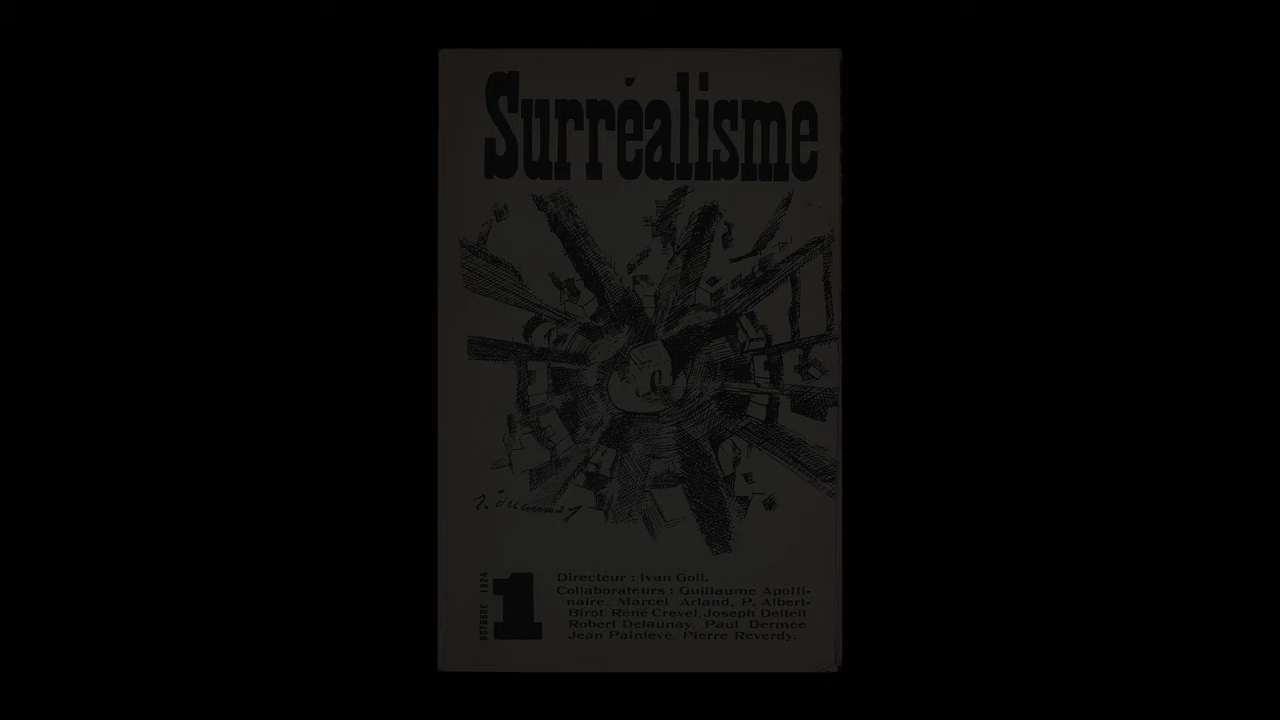 Surréalisme
r. delaunay
OCTOBRE 1924
1
Directeur : Ivan Goll.
Collaborateurs : Guillaume Apolli-
naire, Marcel Arland, P. Albert-
Birot, René Crevel, Joseph Delteil
Robert Delaunay, Paul Dermée
Jean Painlevé, Pierre Reverdy.